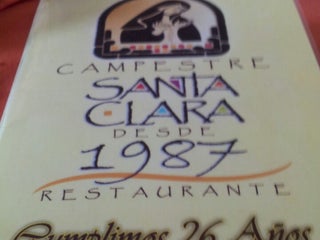 CAMPESTRE
SANTA
CLARA
DESDE
1987
RESTAURANTE
Cumplimos 26 Años